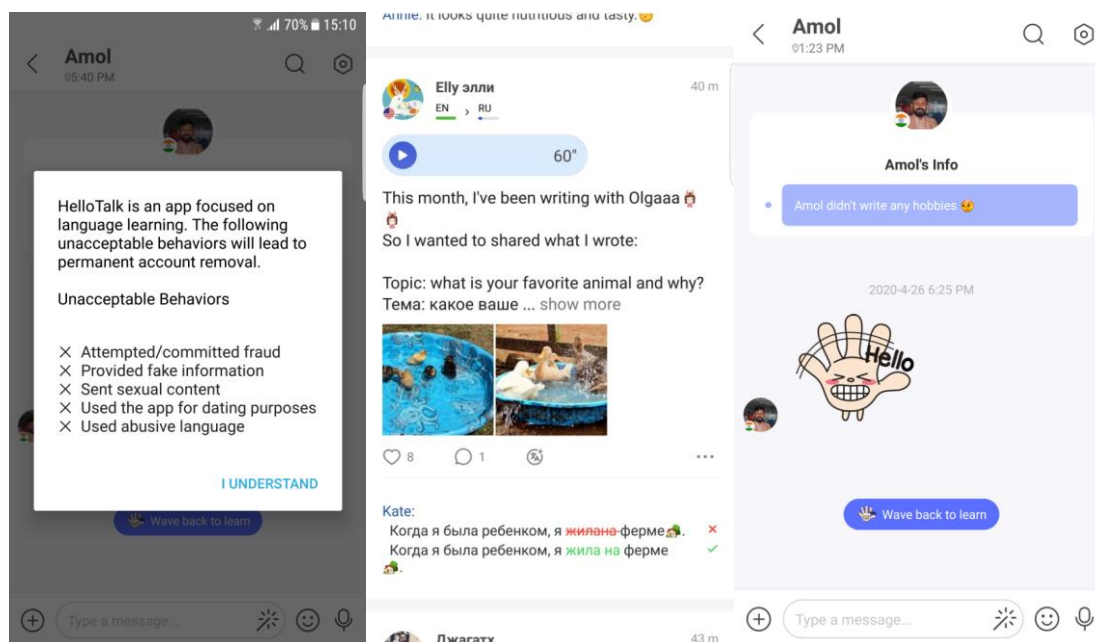 70% 15:10
Amol
05:40 PM
HelloTalk is an app focused on
language learning. The following
unacceptable behaviors will lead to
permanent account removal.
Unacceptable Behaviors
X Attempted/committed fraud
X Provided fake information
X Sent sexual content
X Used the app for dating purposes
X Used abusive language
I UNDERSTAND
Wave back to learn
Type a message...
Annie: It looks quite nutritious and tasty.
Elly элли
40 m
EN > RU
60"
This month, I've been writing with Olgaaa
So I wanted to shared what I wrote:
Topic: what is your favorite animal and why?
Тема: какое ваше ... show more
8 1
Kate:
Когда я была ребенком, я жилана ферме.
Когда я была ребенком, я жила на ферме
.
Джагатх
43 m
Amol
1:23 PM
Amol's Info
Amol didn't write any hobbies
2020-4-26 6:25 PM
Hello
Wave back to learn
Type a message...